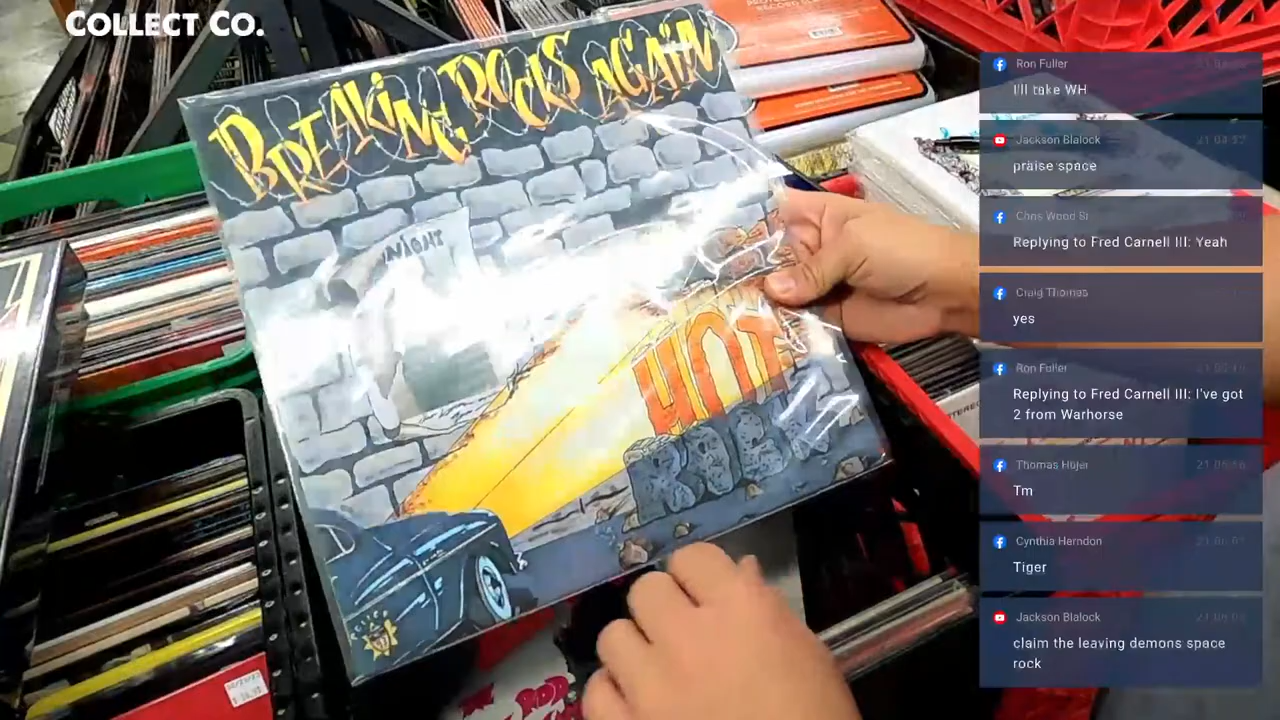 COLLECT CO.
BREAKING ROCKS AGAIN
NIGHT
HOT
POLICE
Ron Fuller
I'll take WH
Jackson Blalock
praise space
Chris Wood Sr
Replying to Fred Carnell III: Yeah
Craig Thomas
yes
Ron Fuller
Replying to Fred Carnell III: I've got
2 from Warhorse
Thomas Hujer
Tm
Cynthia Herndon
Tiger
Jackson Blalock
claim the leaving demons space
rock